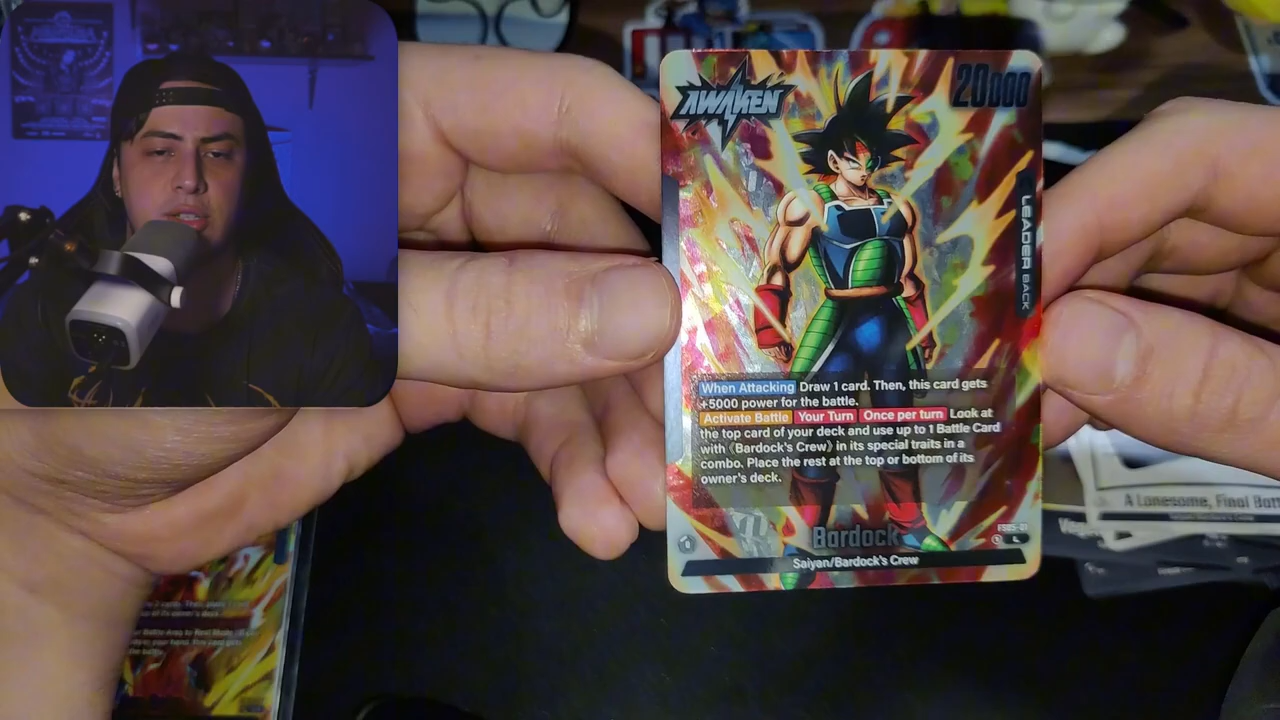 AWAKEN
20000
LEADER BACK
When Attacking Draw 1 card. Then, this card gets
+5000 power for the battle.
Activate Battle Your Turn Once per turn Look at
the top card of your deck and use up to 1 Battle Card
with 《Bardock's Crew》 in its special traits in a
combo. Place the rest at the top or bottom of its
owner's deck.
Bardock
FS05-01
L
Saiyan/Bardock's Crew
A Lonesome, Final Batt